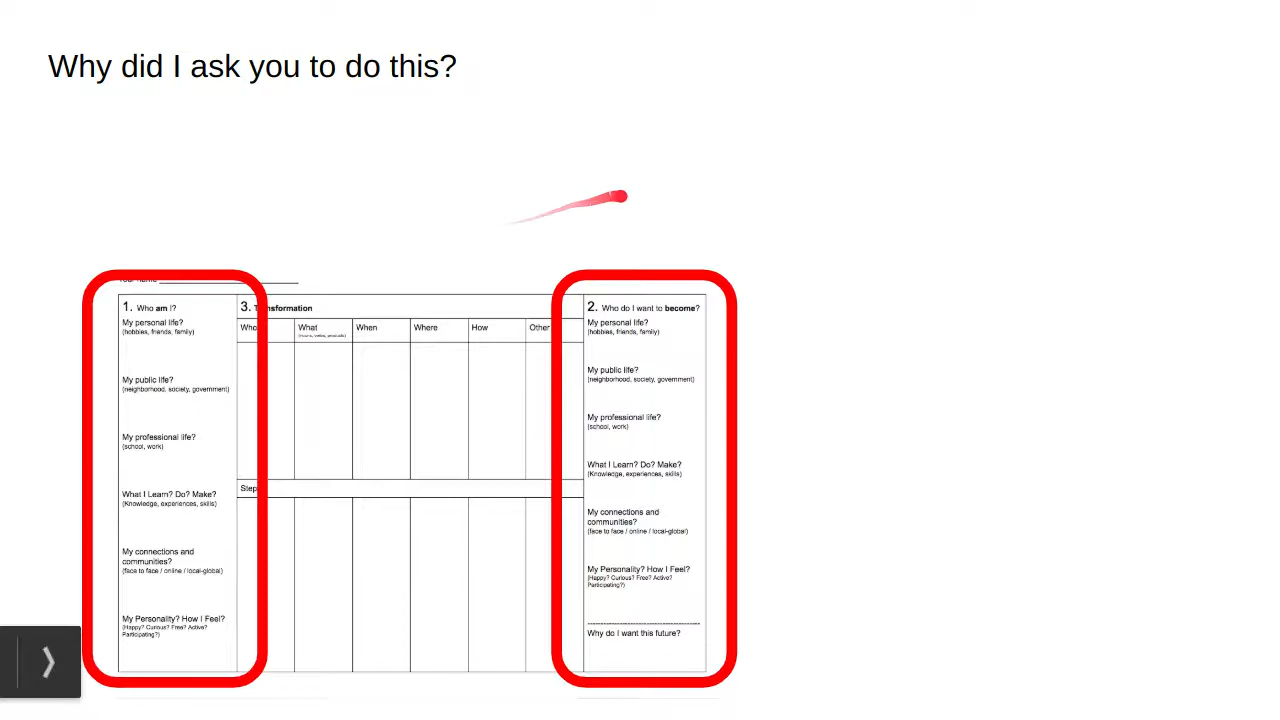 Why did I ask you to do this?
1. Who am I?
My personal life?
(hobbies, friends, family)
My public life?
(neighborhood, society, government)
My professional life?
(school, work)
What I Learn? Do? Make?
(Knowledge, experiences, skills)
My connections and
communities?
(face to face / online / local-global)
My Personality? How I Feel?
(Happy? Curious? Free? Active?
Participating?)
3.
Who
What
(nouns, verbs, products)
When
Where
How
Other
2. Who do I want to become?
My personal life?
(hobbies, friends, family)
My public life?
(neighborhood, society, government)
My professional life?
(school, work)
What I Learn? Do? Make?
(Knowledge, experiences, skills)
My connections and
communities?
(face to face / online / local-global)
My Personality? How I Feel?
(Happy? Curious? Free? Active?
Participating?)
Why do I want this future?